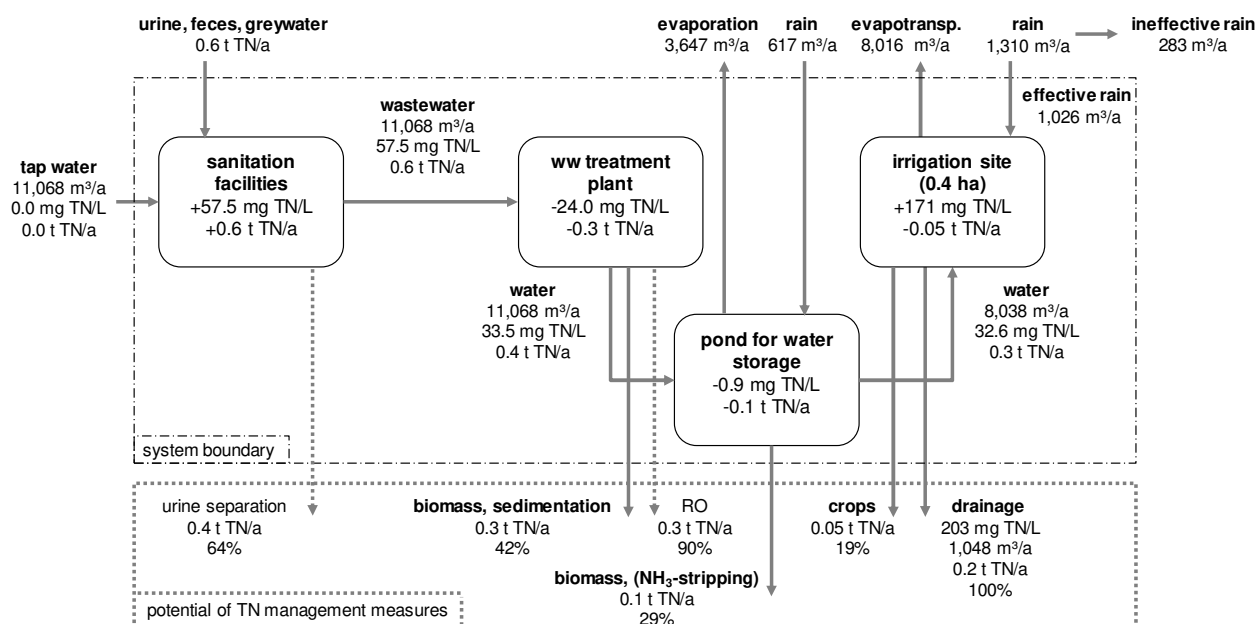 urine, feces, greywater
0.6 t TN/a
evaporation
3,647 m³/a
rain
617 m³/a
evapotransp.
8,016 m³/a
rain
1,310 m³/a
ineffective rain
283 m³/a
effective rain
1,026 m³/a
tap water
11,068 m³/a
0.0 mg TN/L
0.0 t TN/a
sanitation
facilities
+57.5 mg TN/L
+0.6 t TN/a
wastewater
11,068 m³/a
57.5 mg TN/L
0.6 t TN/a
ww treatment
plant
-24.0 mg TN/L
-0.3 t TN/a
irrigation site
(0.4 ha)
+171 mg TN/L
-0.05 t TN/a
water
11,068 m³/a
33.5 mg TN/L
0.4 t TN/a
pond for water
storage
-0.9 mg TN/L
-0.1 t TN/a
water
8,038 m³/a
32.6 mg TN/L
0.3 t TN/a
system boundary
urine separation
0.4 t TN/a
64%
biomass, sedimentation
0.3 t TN/a
42%
RO
0.3 t TN/a
90%
biomass, (NH₃-stripping)
0.1 t TN/a
29%
crops
0.05 t TN/a
19%
drainage
203 mg TN/L
1,048 m³/a
0.2 t TN/a
100%
potential of TN management measures